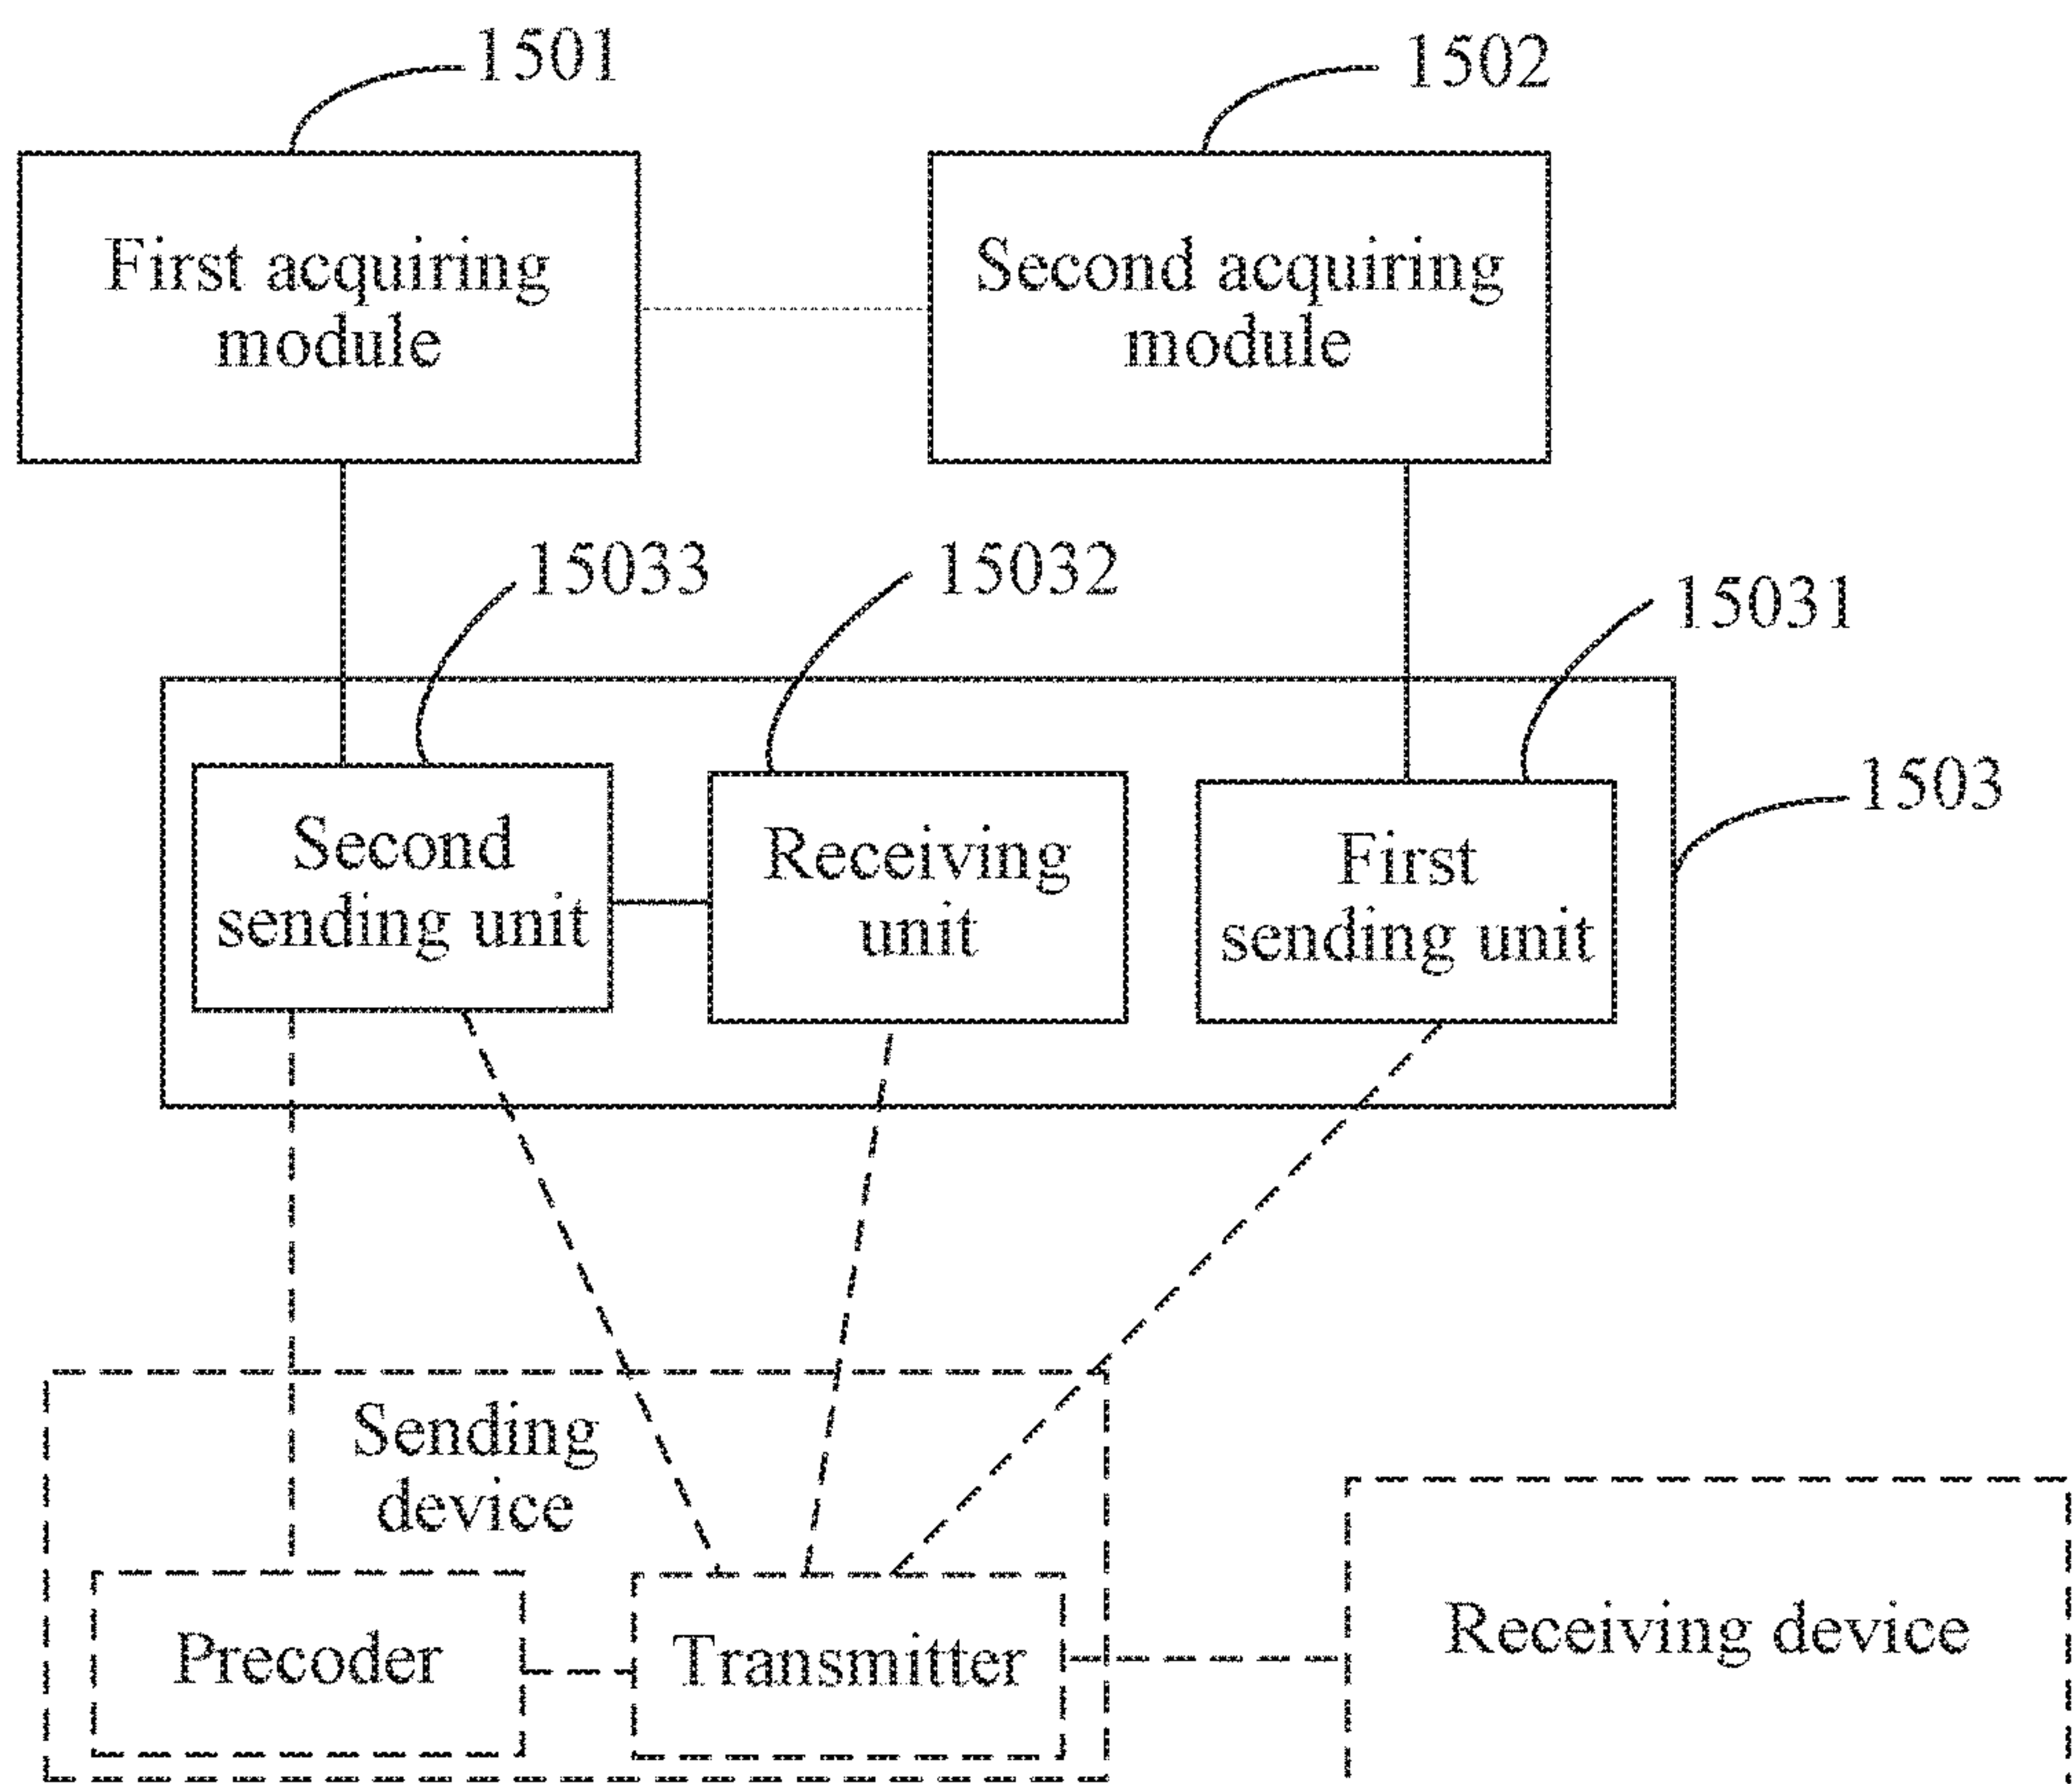 1501
1502
First acquiring
module
Second acquiring
module
15033
15032
15031
1503
Second
sending unit
Receiving
unit
First
sending unit
Sending
device
Precoder
Transmitter
Receiving device